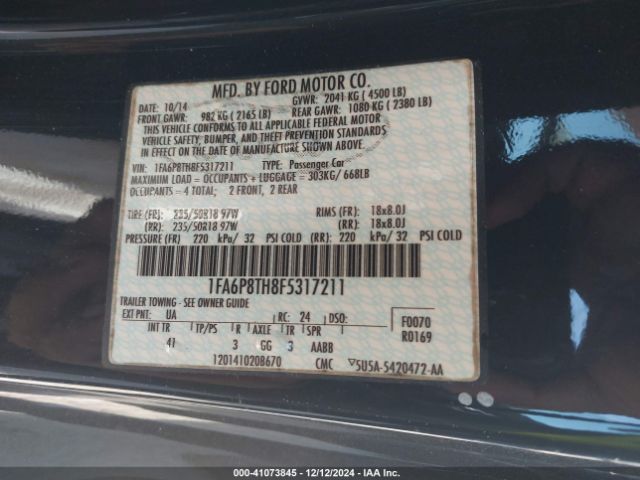 MFD. BY FORD MOTOR CO.
DATE: 10/14 GVWR: 2041 KG ( 4500 LB)
FRONT GAWR: 982 KG ( 2165 LB) REAR GAWR: 1080 KG ( 2380 LB)
THIS VEHICLE CONFORMS TO ALL APPLICABLE FEDERAL MOTOR
VEHICLE SAFETY, BUMPER, AND THEFT PREVENTION STANDARDS
IN EFFECT ON THE DATE OF MANUFACTURE SHOWN ABOVE.
VIN: 1FA6P8TH8F5317211 TYPE: Passenger Car
MAXIMUM LOAD = OCCUPANTS + LUGGAGE = 303KG/ 668LB
OCCUPANTS = 4 TOTAL; 2 FRONT, 2 REAR
TIRE (FR): 235/50R18 97W RIMS (FR): 18x8.0J
(RR): 235/50R18 97W (RR): 18x8.0J
PRESSURE (FR) 220 kPa/ 32 PSI COLD (RR): 220 kPa/ 32 PSI COLD
1FA6P8TH8F5317211
TRAILER TOWING - SEE OWNER GUIDE
EXT PNT: UA RC: 24 DSO: F0070
INT TR TP/PS R AXLE TR SPR R0169
41 3 GG 3 AABB
1201410208670 CMC 5U5A-5420472-AA
000-41073845 - 12/12/2024 - IAA Inc.